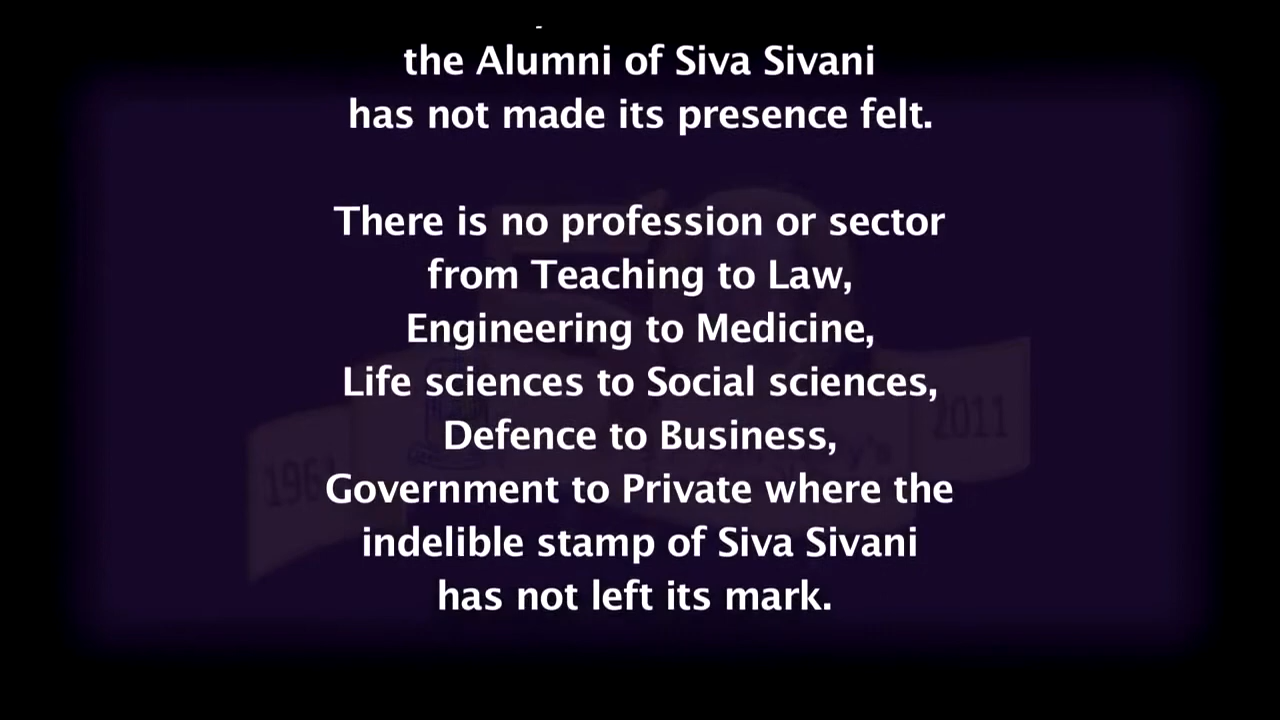 the Alumni of Siva Sivani
has not made its presence felt.
There is no profession or sector
from Teaching to Law,
Engineering to Medicine,
Life sciences to Social sciences,
Defence to Business,
Government to Private where the
indelible stamp of Siva Sivani
has not left its mark.
2011